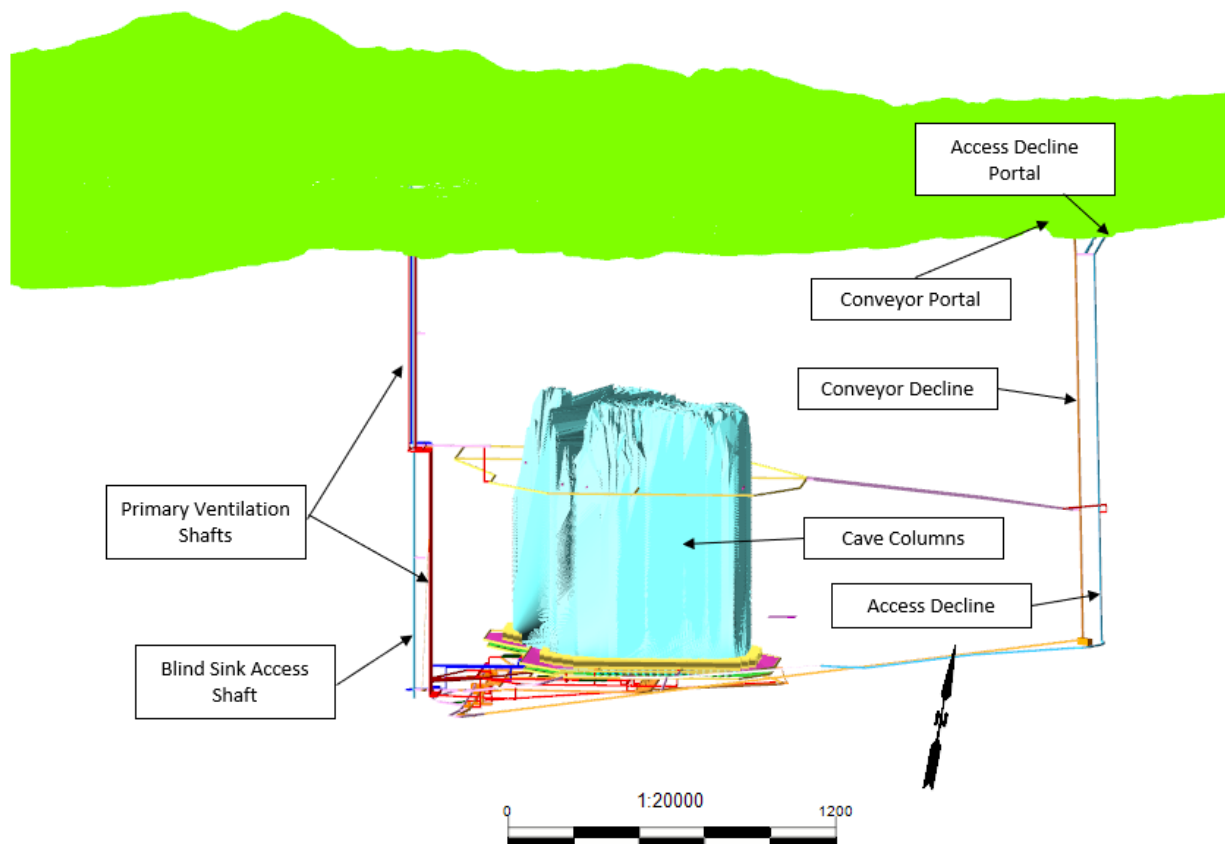 Access Decline
Portal
Conveyor Portal
Conveyor Decline
Primary Ventilation
Shafts
Cave Columns
Access Decline
Blind Sink Access
Shaft
N
1:20000
0
1200